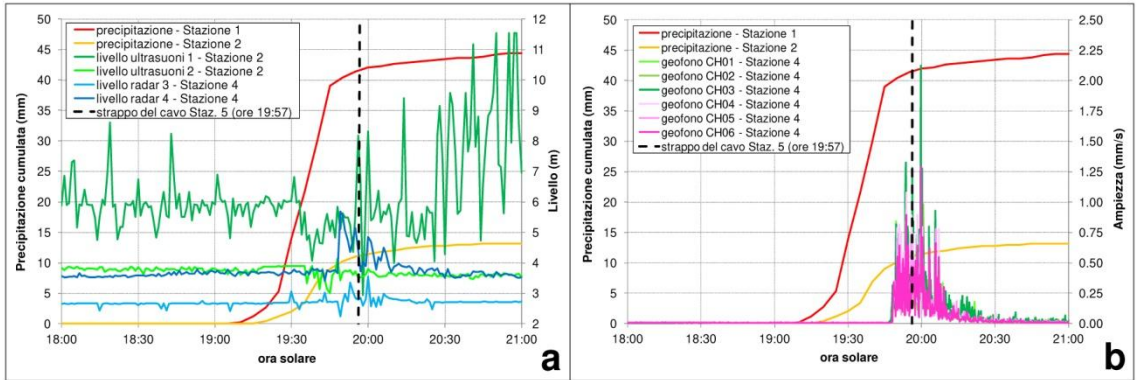 50
45
40
35
30
25
20
15
10
5
0
Precipitazione cumulata (mm)
precipitazione - Stazione 1
precipitazione - Stazione 2
livello ultrasuoni 1 - Stazione 2
livello ultrasuoni 2 - Stazione 2
livello radar 3 - Stazione 4
livello radar 4 - Stazione 4
strappo del cavo Staz. 5 (ore 19:57)
12
11
10
9
8
7
6
5
4
3
2
Livello (m)
18:00 18:30 19:00 19:30 20:00 20:30 21:00
ora solare
a
50
45
40
35
30
25
20
15
10
5
0
Precipitazione cumulata (mm)
precipitazione - Stazione 1
precipitazione - Stazione 2
geofono CH01 - Stazione 4
geofono CH02 - Stazione 4
geofono CH03 - Stazione 4
geofono CH04 - Stazione 4
geofono CH05 - Stazione 4
geofono CH06 - Stazione 4
strappo del cavo Staz. 5 (ore 19:57)
2.50
2.25
2.00
1.75
1.50
1.25
1.00
0.75
0.50
0.25
0.00
Ampiezza (mm/s)
18:00 18:30 19:00 19:30 20:00 20:30 21:00
ora solare
b